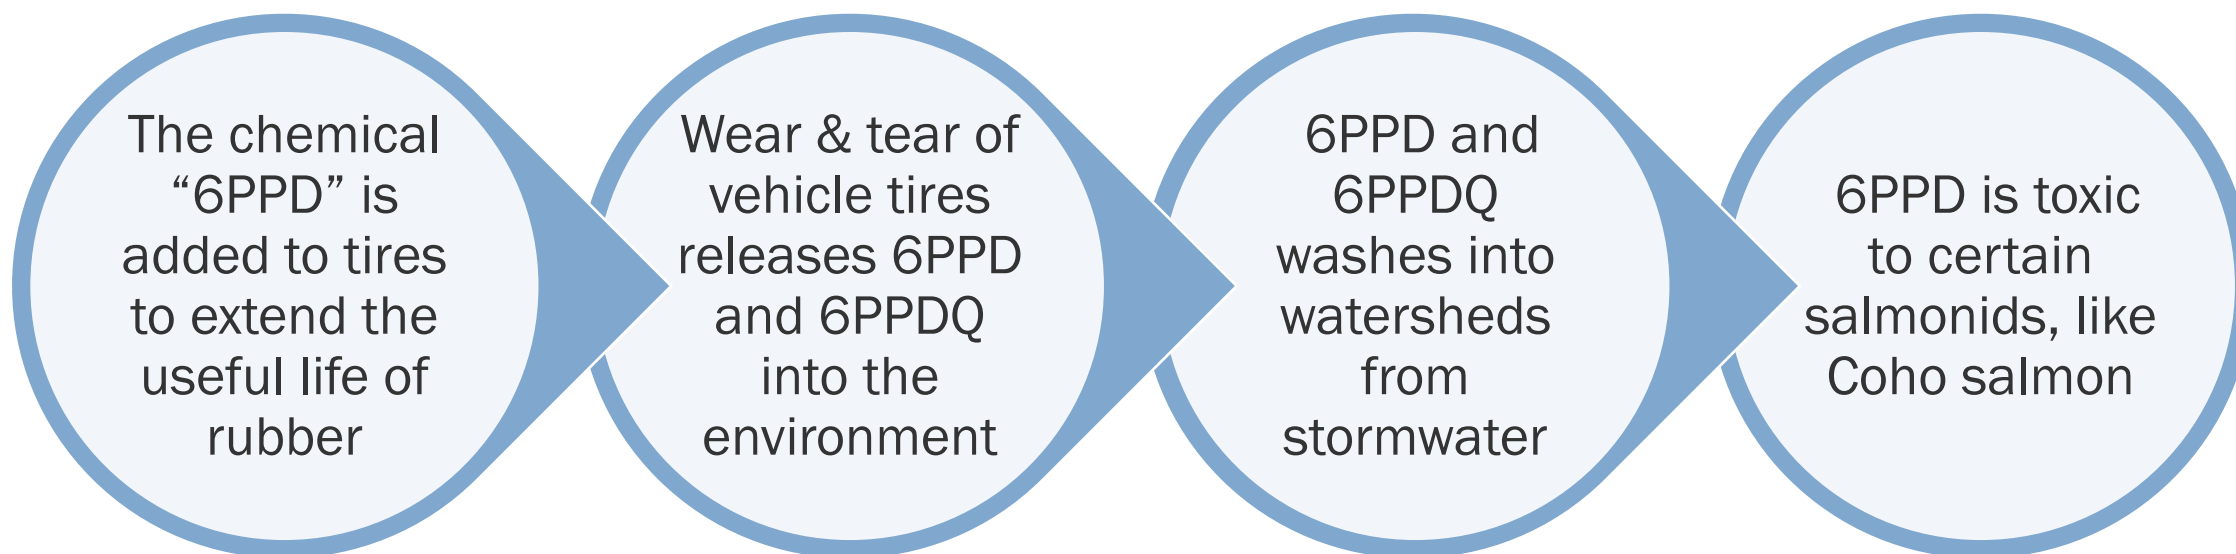 The chemical
“6PPD” is
added to tires
to extend the
useful life of
rubber
Wear & tear of
vehicle tires
releases 6PPD
and 6PPDQ
into the
environment
6PPD and
6PPDQ
washes into
watersheds
from
stormwater
6PPD is toxic
to certain
salmonids, like
Coho salmon